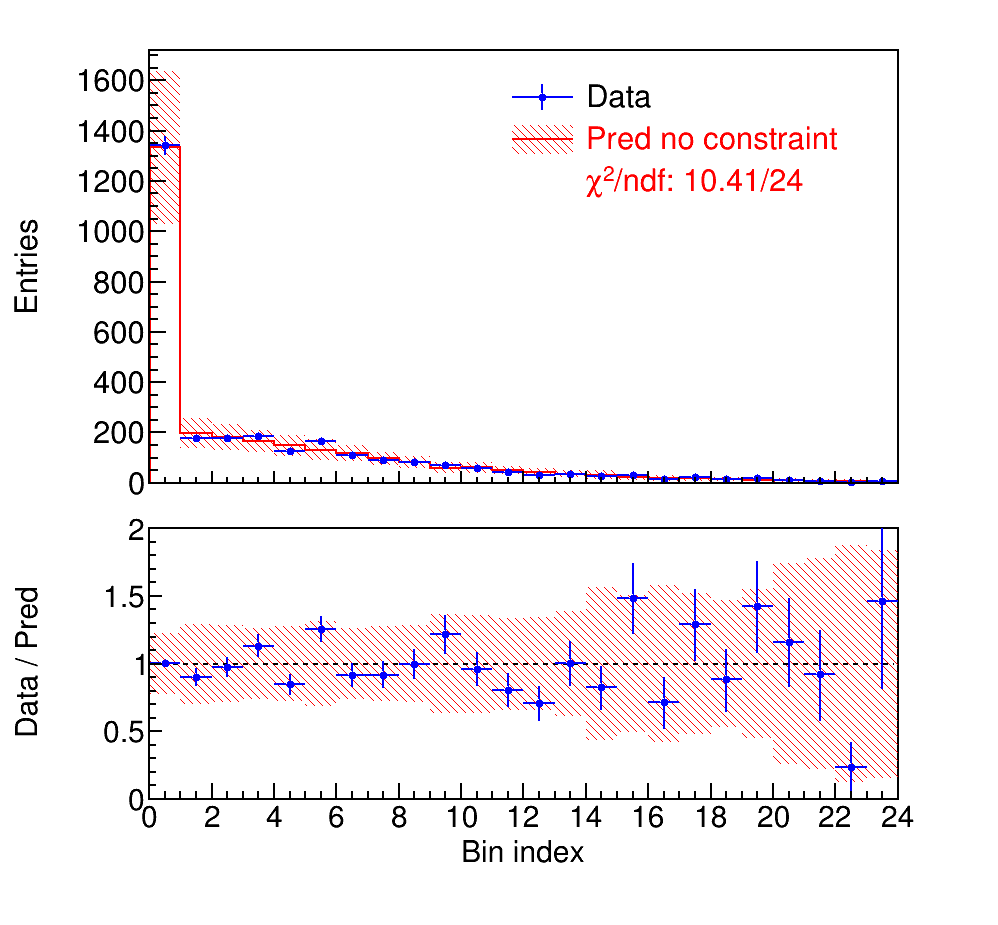 1600
1400
1200
1000
800
600
400
200
0
Entries
Data
Pred no constraint
χ²/ndf: 10.41/24
2
1.5
1
0.5
0
Data / Pred
0 2 4 6 8 10 12 14 16 18 20 22 24
Bin index